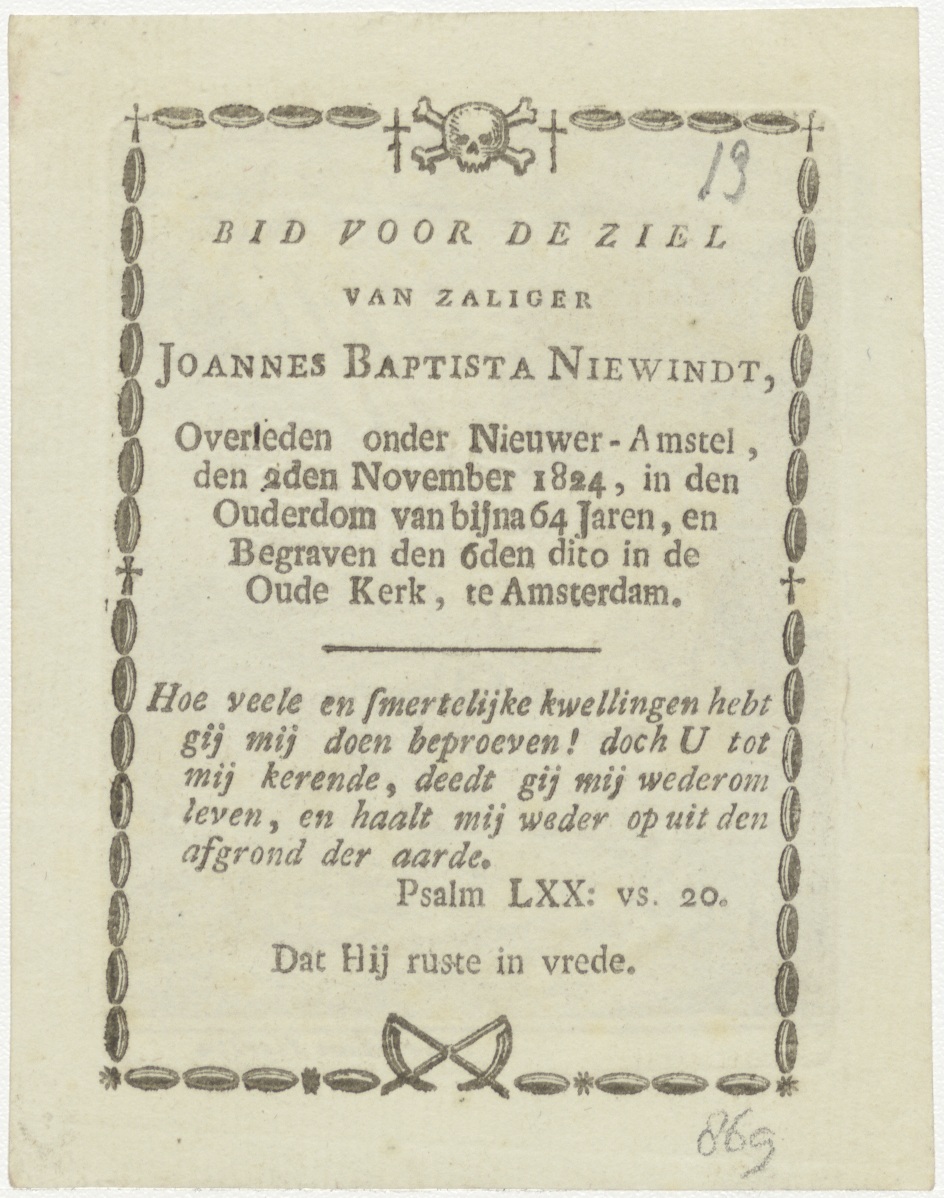 13
BID VOOR DE ZIEL
VAN ZALIGER
JOANNES BAPTISTA NIEWINDT,
Overleden onder Nieuwer-Amstel,
den 2den November 1824, in den
Ouderdom van bijna 64 Jaren, en
Begraven den 6den dito in de
Oude Kerk, te Amsterdam.
Hoe veele en ſmertelijke kwellingen hebt
gij mij doen beproeven! doch U tot
mij kerende, deedt gij mij wederom
leven, en haalt mij weder op uit den
afgrond der aarde.
Psalm LXX: vs. 20.
Dat Hij ruste in vrede.
869